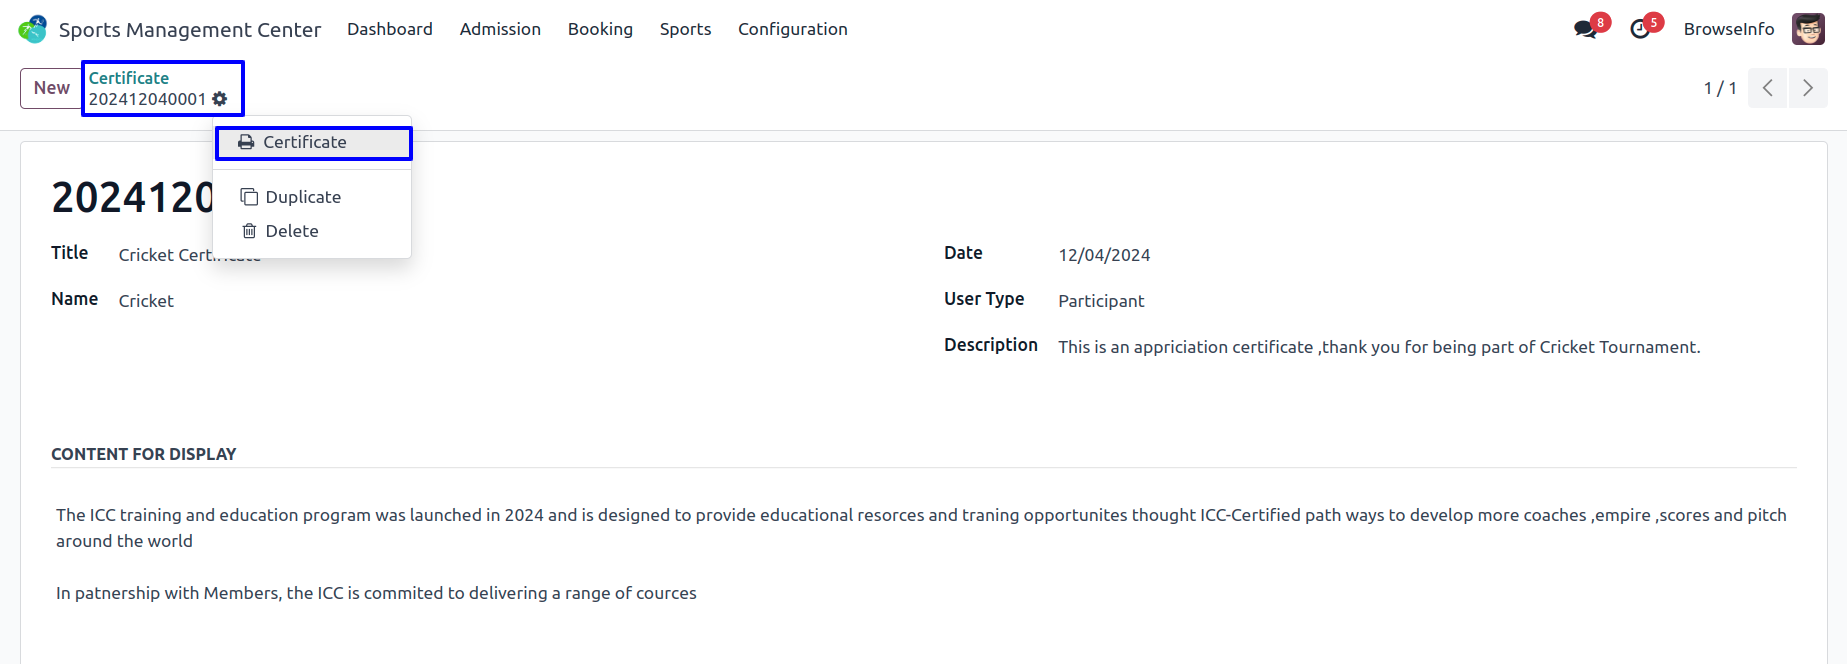 Sports Management Center Dashboard Admission Booking Sports Configuration 8 5 BrowseInfo
New Certificate
202412040001 1 / 1
Certificate
2024120
Duplicate
Delete
Title Cricket Certificate Date 12/04/2024
Name Cricket User Type Participant
Description This is an appriciation certificate ,thank you for being part of Cricket Tournament.
CONTENT FOR DISPLAY
The ICC training and education program was launched in 2024 and is designed to provide educational resorces and traning opportunites thought ICC-Certified path ways to develop more coaches ,empire ,scores and pitch
around the world
In patnership with Members, the ICC is commited to delivering a range of cources